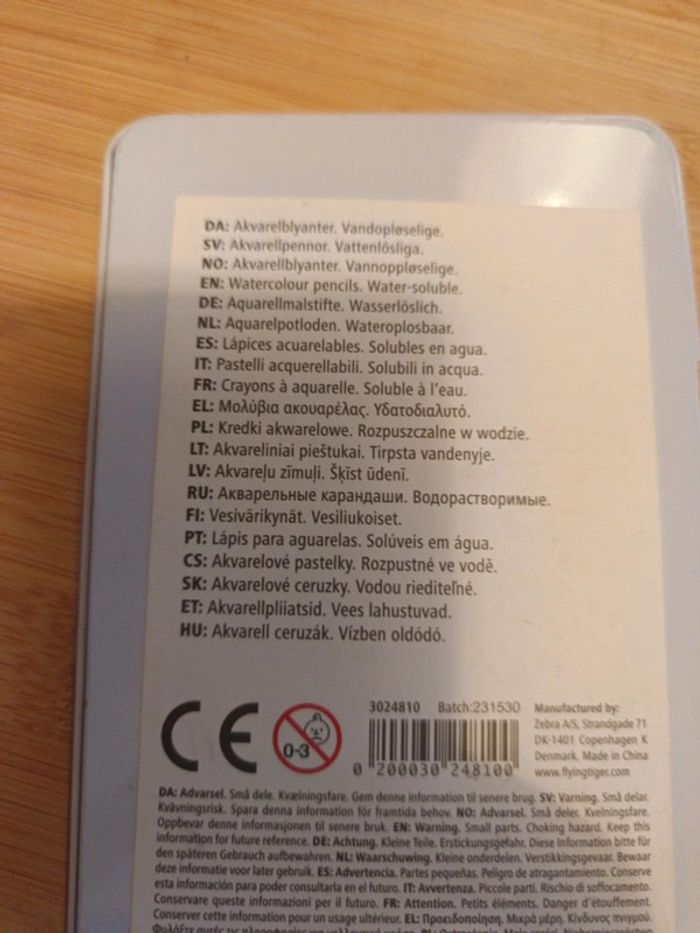 DA: Akvarelblyanter. Vandopløselige.
SV: Akvarellpennor. Vattenlösliga.
NO: Akvarellblyanter. Vannoppløselige.
EN: Watercolour pencils. Water-soluble.
DE: Aquarellmalstifte. Wasserlöslich.
NL: Aquarelpotloden. Wateroplosbaar.
ES: Lápices acuarelables. Solubles en agua.
IT: Pastelli acquerellabili. Solubili in acqua.
FR: Crayons à aquarelle. Soluble à l'eau.
EL: Μολύβια ακουαρέλας. Υδατοδιαλυτό.
PL: Kredki akwarelowe. Rozpuszczalne w wodzie.
LT: Akvareliniai pieštukai. Tirpsta vandenyje.
LV: Akvareļu zīmuļi. Šķīst ūdenī.
RU: Акварельные карандаши. Водорастворимые.
FI: Vesivärikynät. Vesiliukoiset.
PT: Lápis para aguarelas. Solúveis em água.
CS: Akvarelové pastelky. Rozpustné ve vodě.
SK: Akvarelové ceruzky. Vodou riediteľné.
ET: Akvarellpliiatsid. Vees lahustuvad.
HU: Akvarell ceruzák. Vízben oldódó.
CE
0-3
3024810 Batch:231530
0 200030 248100
Manufactured by:
Zebra A/S, Strandgade 71
DK-1401 Copenhagen K
Denmark. Made in China
www.flyingtiger.com
DA: Advarsel. Små dele. Kvælningsfare. Gem denne information til senere brug. SV: Varning. Små delar.
Kvävningsrisk. Spara denna information för framtida behov. NO: Advarsel. Små deler. Kvelningsfare.
Oppbevar denne informasjonen til senere bruk. EN: Warning. Small parts. Choking hazard. Keep this
information for future reference. DE: Achtung. Kleine Teile. Erstickungsgefahr. Diese Information bitte für
den späteren Gebrauch aufbewahren. NL: Waarschuwing. Kleine onderdelen. Verstikkingsgevaar. Bewaar
deze informatie voor later gebruik. ES: Advertencia. Partes pequeñas. Peligro de atragantamiento. Conserve
esta información para poder consultarla en el futuro. IT: Avvertenza. Piccole parti. Rischio di soffocamento.
Conservare queste informazioni per il futuro. FR: Attention. Petits éléments. Danger d'étouffement.
Conserver cette information pour un usage ultérieur. EL: Προειδοποίηση. Μικρά μέρη. Κίνδυνος πνιγμού.